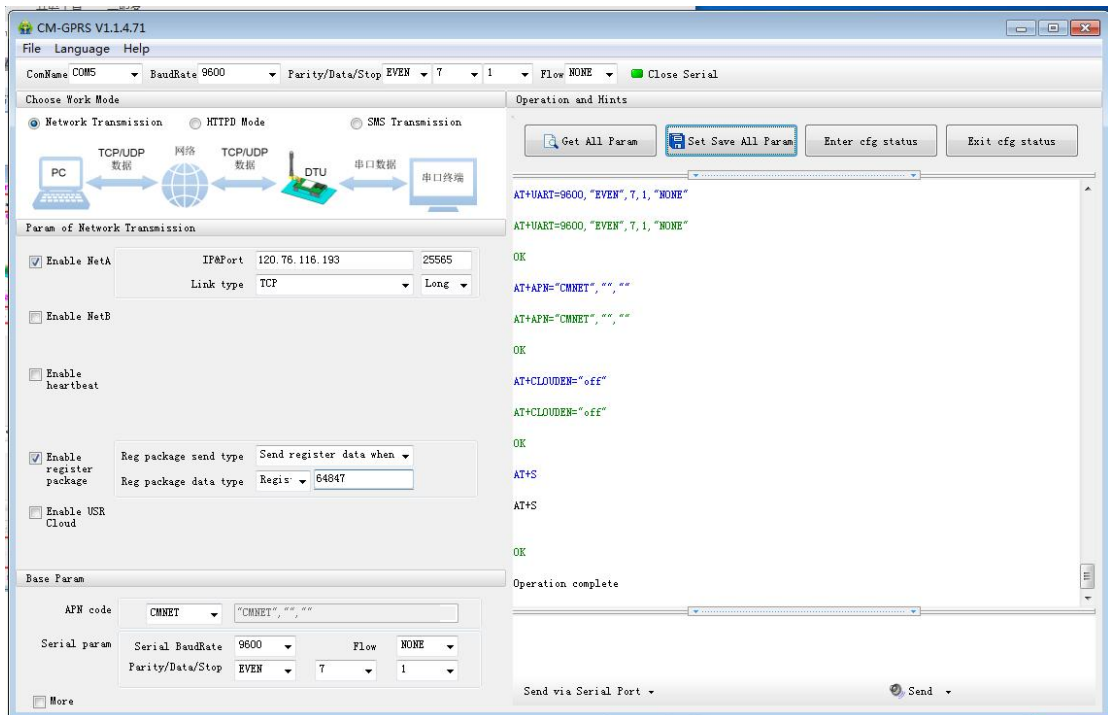 CM-GPRS V1.1.4.71
File Language Help
ComName COM5 BaudRate 9600 Parity/Data/Stop EVEN 7 1 Flow NONE Close Serial
Choose Work Mode
Network Transmission HTTPD Mode SMS Transmission
PC
TCP/UDP
数据
网络
TCP/UDP
数据
DTU
串口数据
串口终端
Param of Network Transmission
Enable NetA
IP&Port 120.76.116.193 25565
Link type TCP Long
Enable NetB
Enable
heartbeat
Enable
register
package
Reg package send type Send register data when
Reg package data type Regis 64847
Enable USR
Cloud
Base Param
APN code CMNET "CMNET","",""
Serial param
Serial BaudRate 9600 Flow NONE
Parity/Data/Stop EVEN 7 1
More
Operation and Hints
Get All Param Set Save All Param Enter cfg status Exit cfg status
AT+UART=9600,"EVEN",7,1,"NONE"
AT+UART=9600,"EVEN",7,1,"NONE"
OK
AT+APN="CMNET","",""
AT+APN="CMNET","",""
OK
AT+CLOUDEN="off"
AT+CLOUDEN="off"
OK
AT+S
AT+S
OK
Operation complete
Send via Serial Port Send